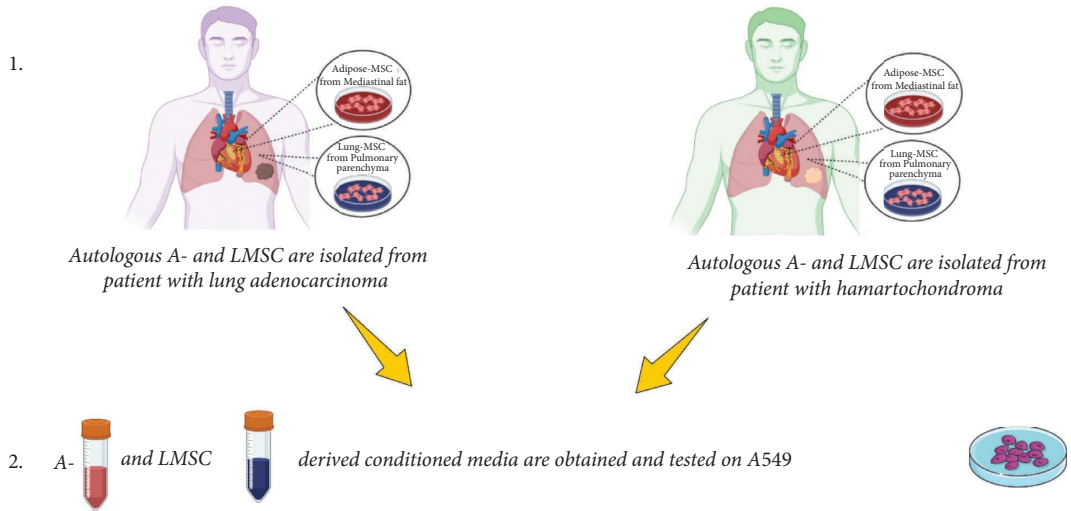 1.
Adipose-MSC
from Mediastinal fat
Lung-MSC
from Pulmonary
parenchyma
Autologous A- and LMSC are isolated from
patient with lung adenocarcinoma
Adipose-MSC
from Mediastinal fat
Lung-MSC
from Pulmonary
parenchyma
Autologous A- and LMSC are isolated from
patient with hamartochondroma
2. A- and LMSC derived conditioned media are obtained and tested on A549